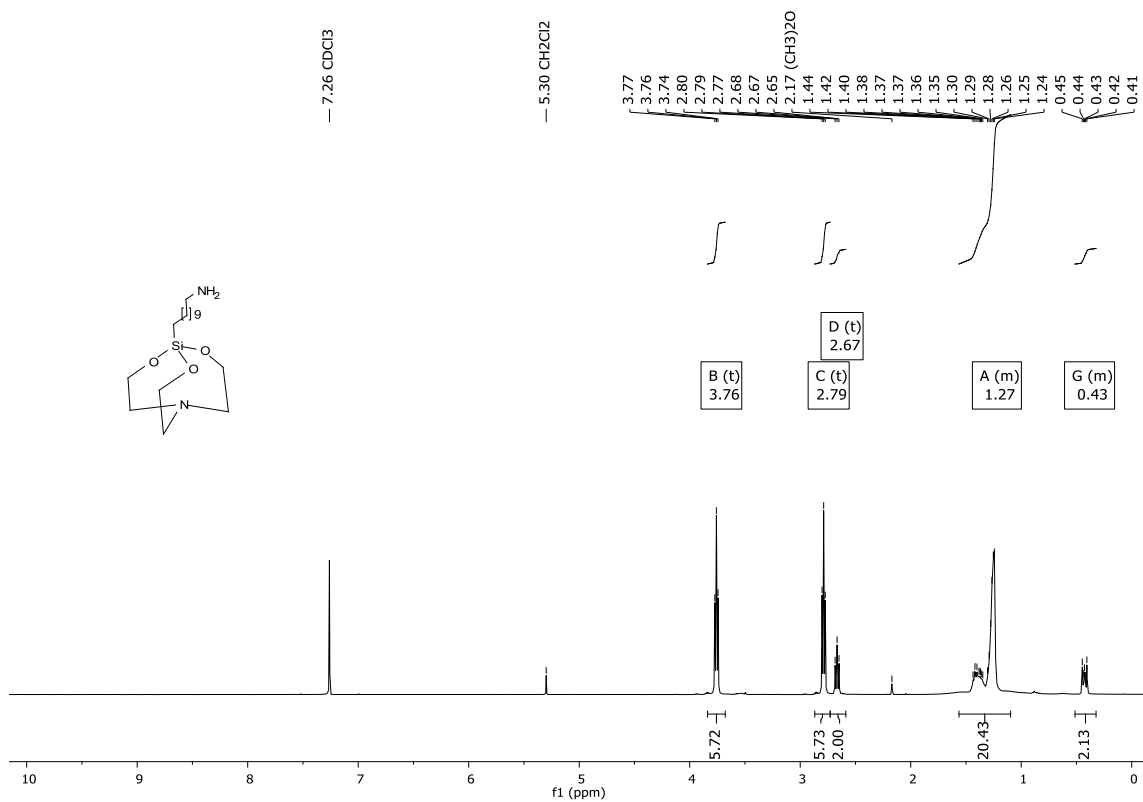 7.26 CDCl3
5.30 CH2Cl2
3.77
3.76
3.74
2.80
2.79
2.77
2.68
2.67
2.65
2.17 (CH3)2O
1.44
1.42
1.40
1.38
1.37
1.37
1.36
1.35
1.30
1.29
1.28
1.26
1.25
1.24
0.45
0.44
0.43
0.42
0.41
NH2
[ ]9
Si
O
O
O
N
D (t)
2.67
B (t)
3.76
C (t)
2.79
A (m)
1.27
G (m)
0.43
5.72
5.73
2.00
20.43
2.13
10 9 8 7 6 5 4 3 2 1 0
f1 (ppm)